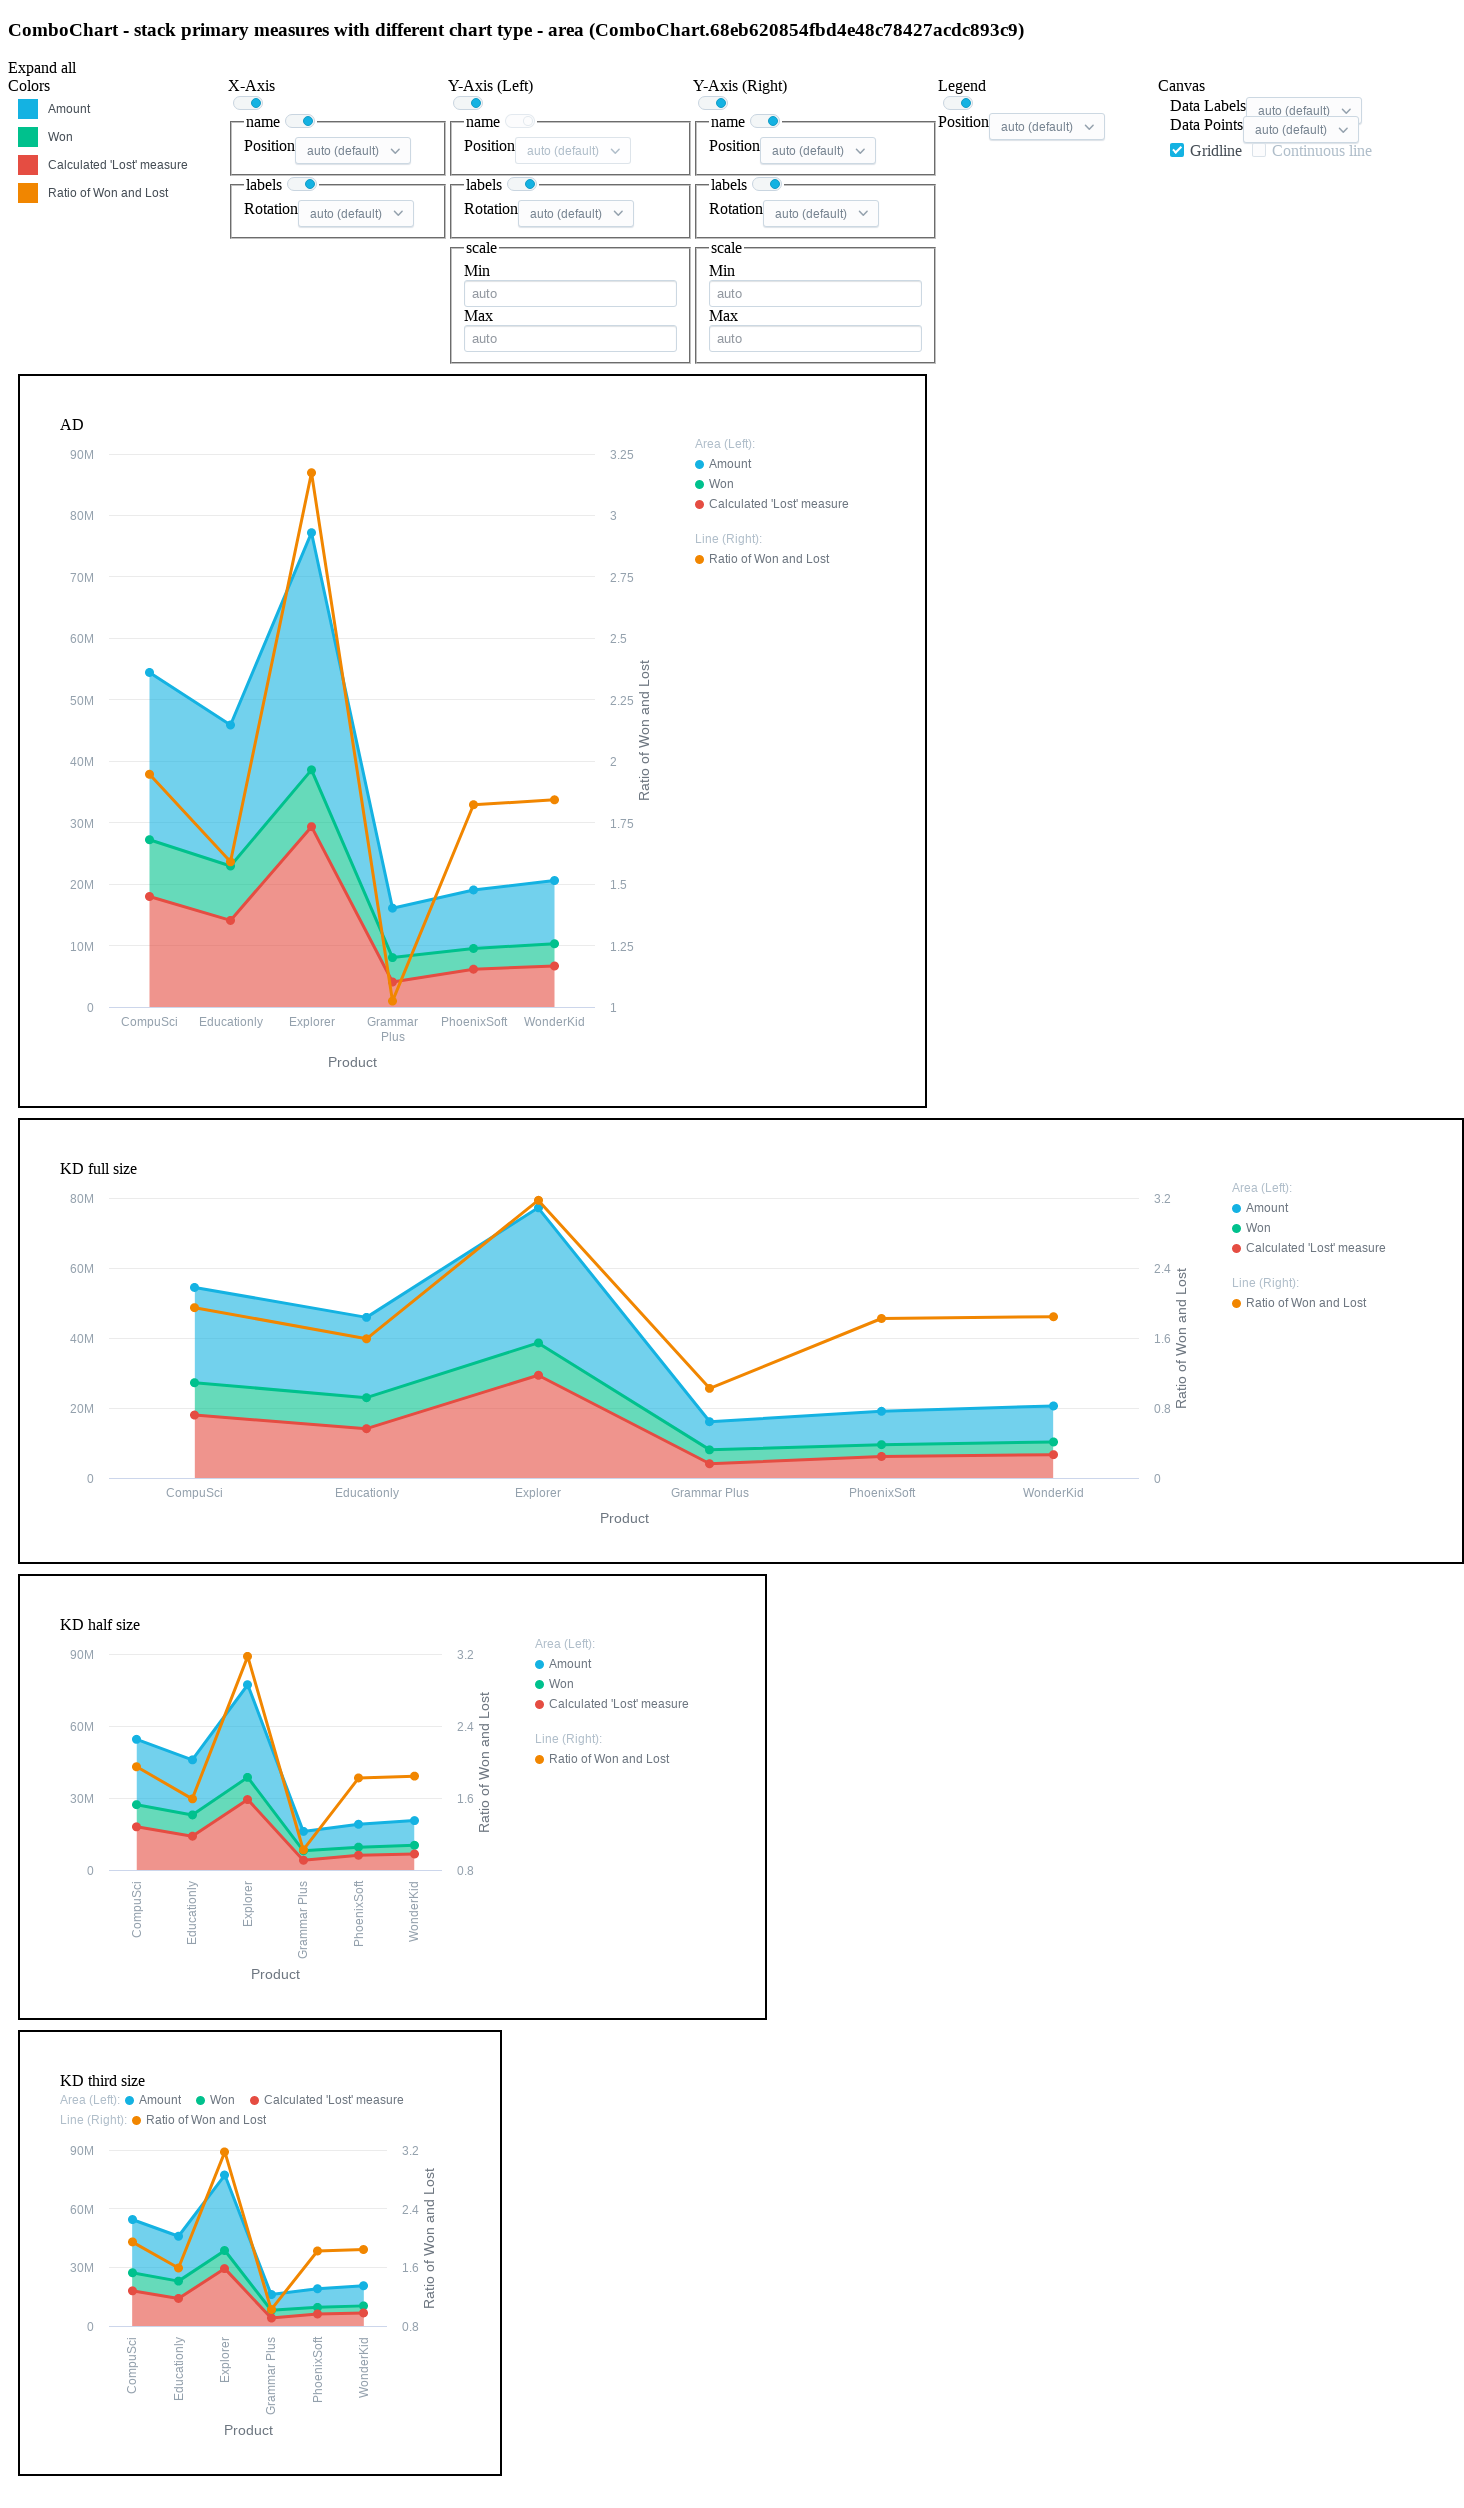 ComboChart - stack primary measures with different chart type - area (ComboChart.68eb620854fbd4e48c78427acdc893c9)
Expand all
Colors
Amount
Won
Calculated 'Lost' measure
Ratio of Won and Lost
X-Axis
name
Position auto (default)
labels
Rotation auto (default)
Y-Axis (Left)
name
Position auto (default)
labels
Rotation auto (default)
scale
Min
auto
Max
auto
Y-Axis (Right)
name
Position auto (default)
labels
Rotation auto (default)
scale
Min
auto
Max
auto
Legend
Position auto (default)
Canvas
Data Labels auto (default)
Data Points auto (default)
Gridline Continuous line
AD
90M
80M
70M
60M
50M
40M
30M
20M
10M
0
3.25
3
2.75
2.5
2.25
2
1.75
1.5
1.25
1
Ratio of Won and Lost
CompuSci Educationly Explorer Grammar PhoenixSoft WonderKid
Plus
Product
Area (Left):
Amount
Won
Calculated 'Lost' measure
Line (Right):
Ratio of Won and Lost
KD full size
80M
60M
40M
20M
0
3.2
2.4
1.6
0.8
0
Ratio of Won and Lost
CompuSci Educationly Explorer Grammar Plus PhoenixSoft WonderKid
Product
Area (Left):
Amount
Won
Calculated 'Lost' measure
Line (Right):
Ratio of Won and Lost
KD half size
90M
60M
30M
0
3.2
2.4
1.6
0.8
Ratio of Won and Lost
CompuSci
Educationly
Explorer
Grammar Plus
PhoenixSoft
WonderKid
Product
Area (Left):
Amount
Won
Calculated 'Lost' measure
Line (Right):
Ratio of Won and Lost
KD third size
Area (Left): Amount Won Calculated 'Lost' measure
Line (Right): Ratio of Won and Lost
90M
60M
30M
0
3.2
2.4
1.6
0.8
Ratio of Won and Lost
CompuSci
Educationly
Explorer
Grammar Plus
PhoenixSoft
WonderKid
Product